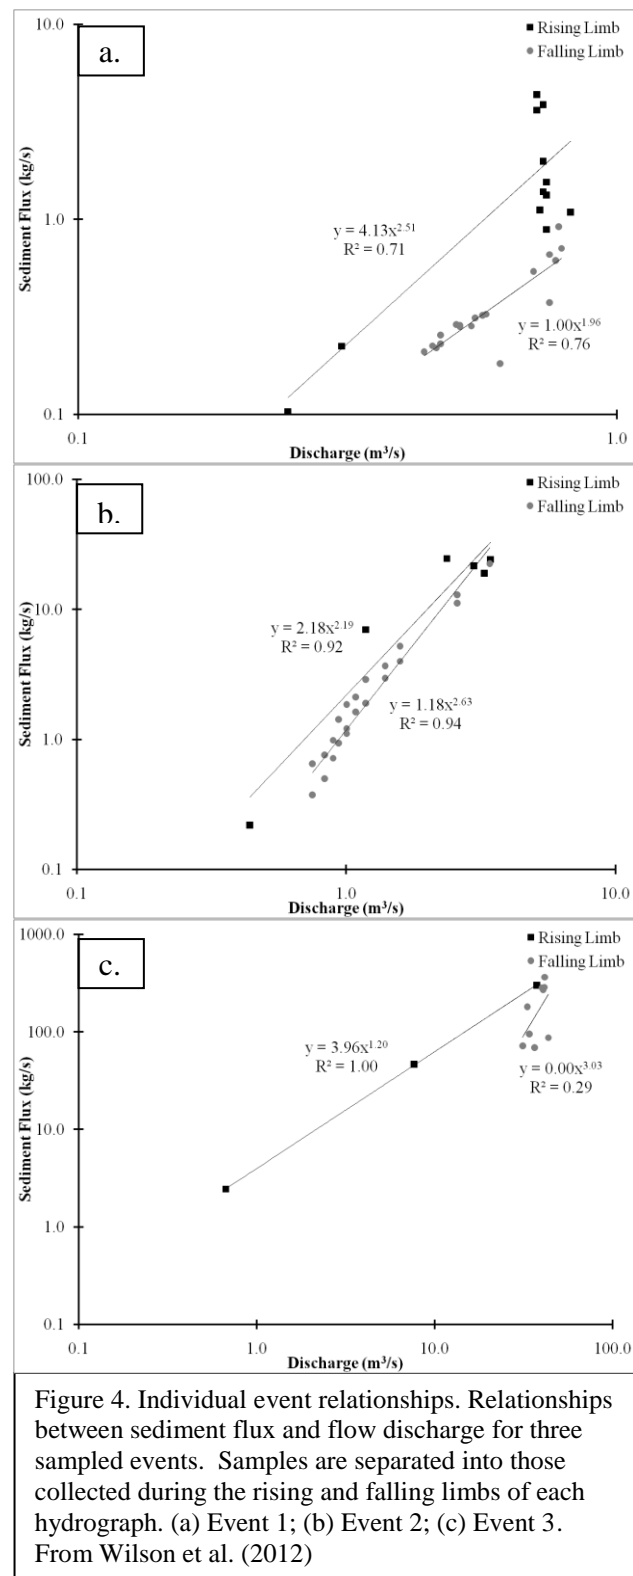 10.0
a.
■ Rising Limb
● Falling Limb
Sediment Flux (kg/s)
1.0
y = 4.13x^2.51
R² = 0.71
y = 1.00x^1.96
R² = 0.76
0.1
0.1
1.0
Discharge (m³/s)
100.0
b.
■ Rising Limb
● Falling Limb
Sediment Flux (kg/s)
10.0
y = 2.18x^2.19
R² = 0.92
y = 1.18x^2.63
R² = 0.94
1.0
0.1
0.1
1.0
10.0
Discharge (m³/s)
1000.0
c.
■ Rising Limb
● Falling Limb
Sediment Flux (kg/s)
100.0
y = 3.96x^1.20
R² = 1.00
y = 0.00x^3.03
R² = 0.29
10.0
1.0
0.1
0.1
1.0
10.0
100.0
Discharge (m³/s)
Figure 4. Individual event relationships. Relationships
between sediment flux and flow discharge for three
sampled events.  Samples are separated into those
collected during the rising and falling limbs of each
hydrograph. (a) Event 1; (b) Event 2; (c) Event 3.
From Wilson et al. (2012)